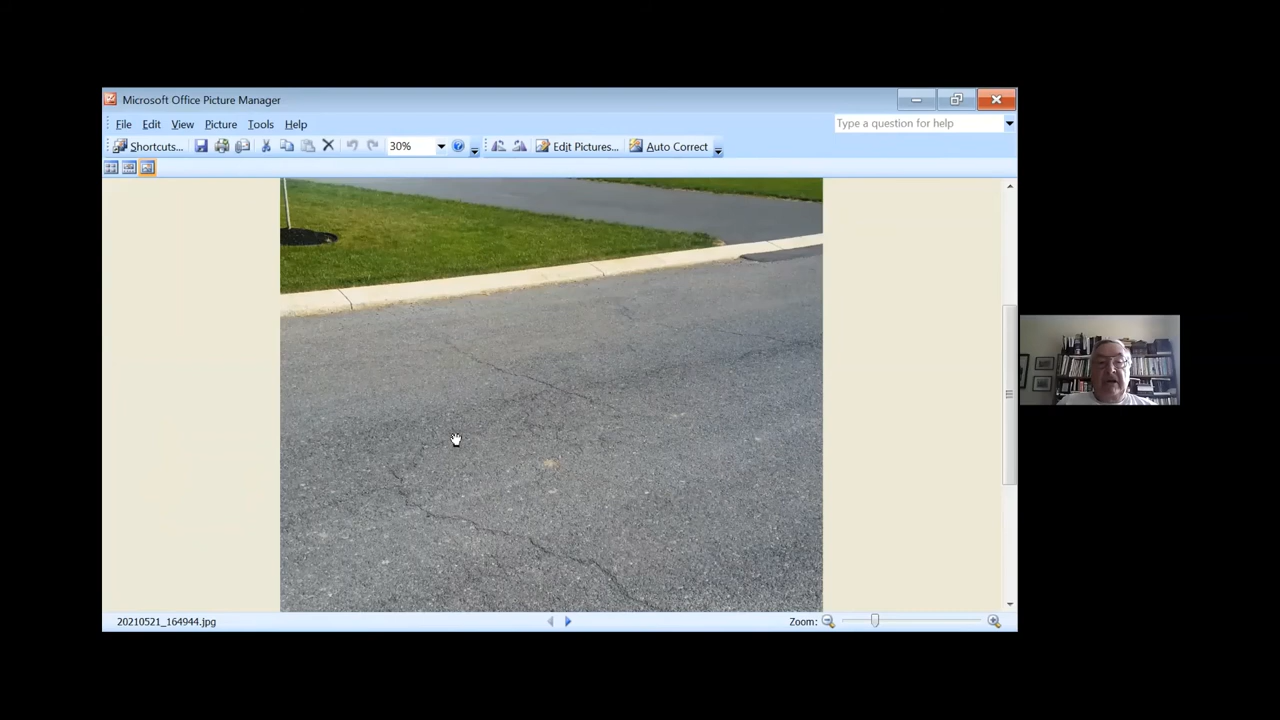 Microsoft Office Picture Manager
File Edit View Picture Tools Help
Type a question for help
Shortcuts... 30% Edit Pictures... Auto Correct
20210521_164944.jpg
Zoom: